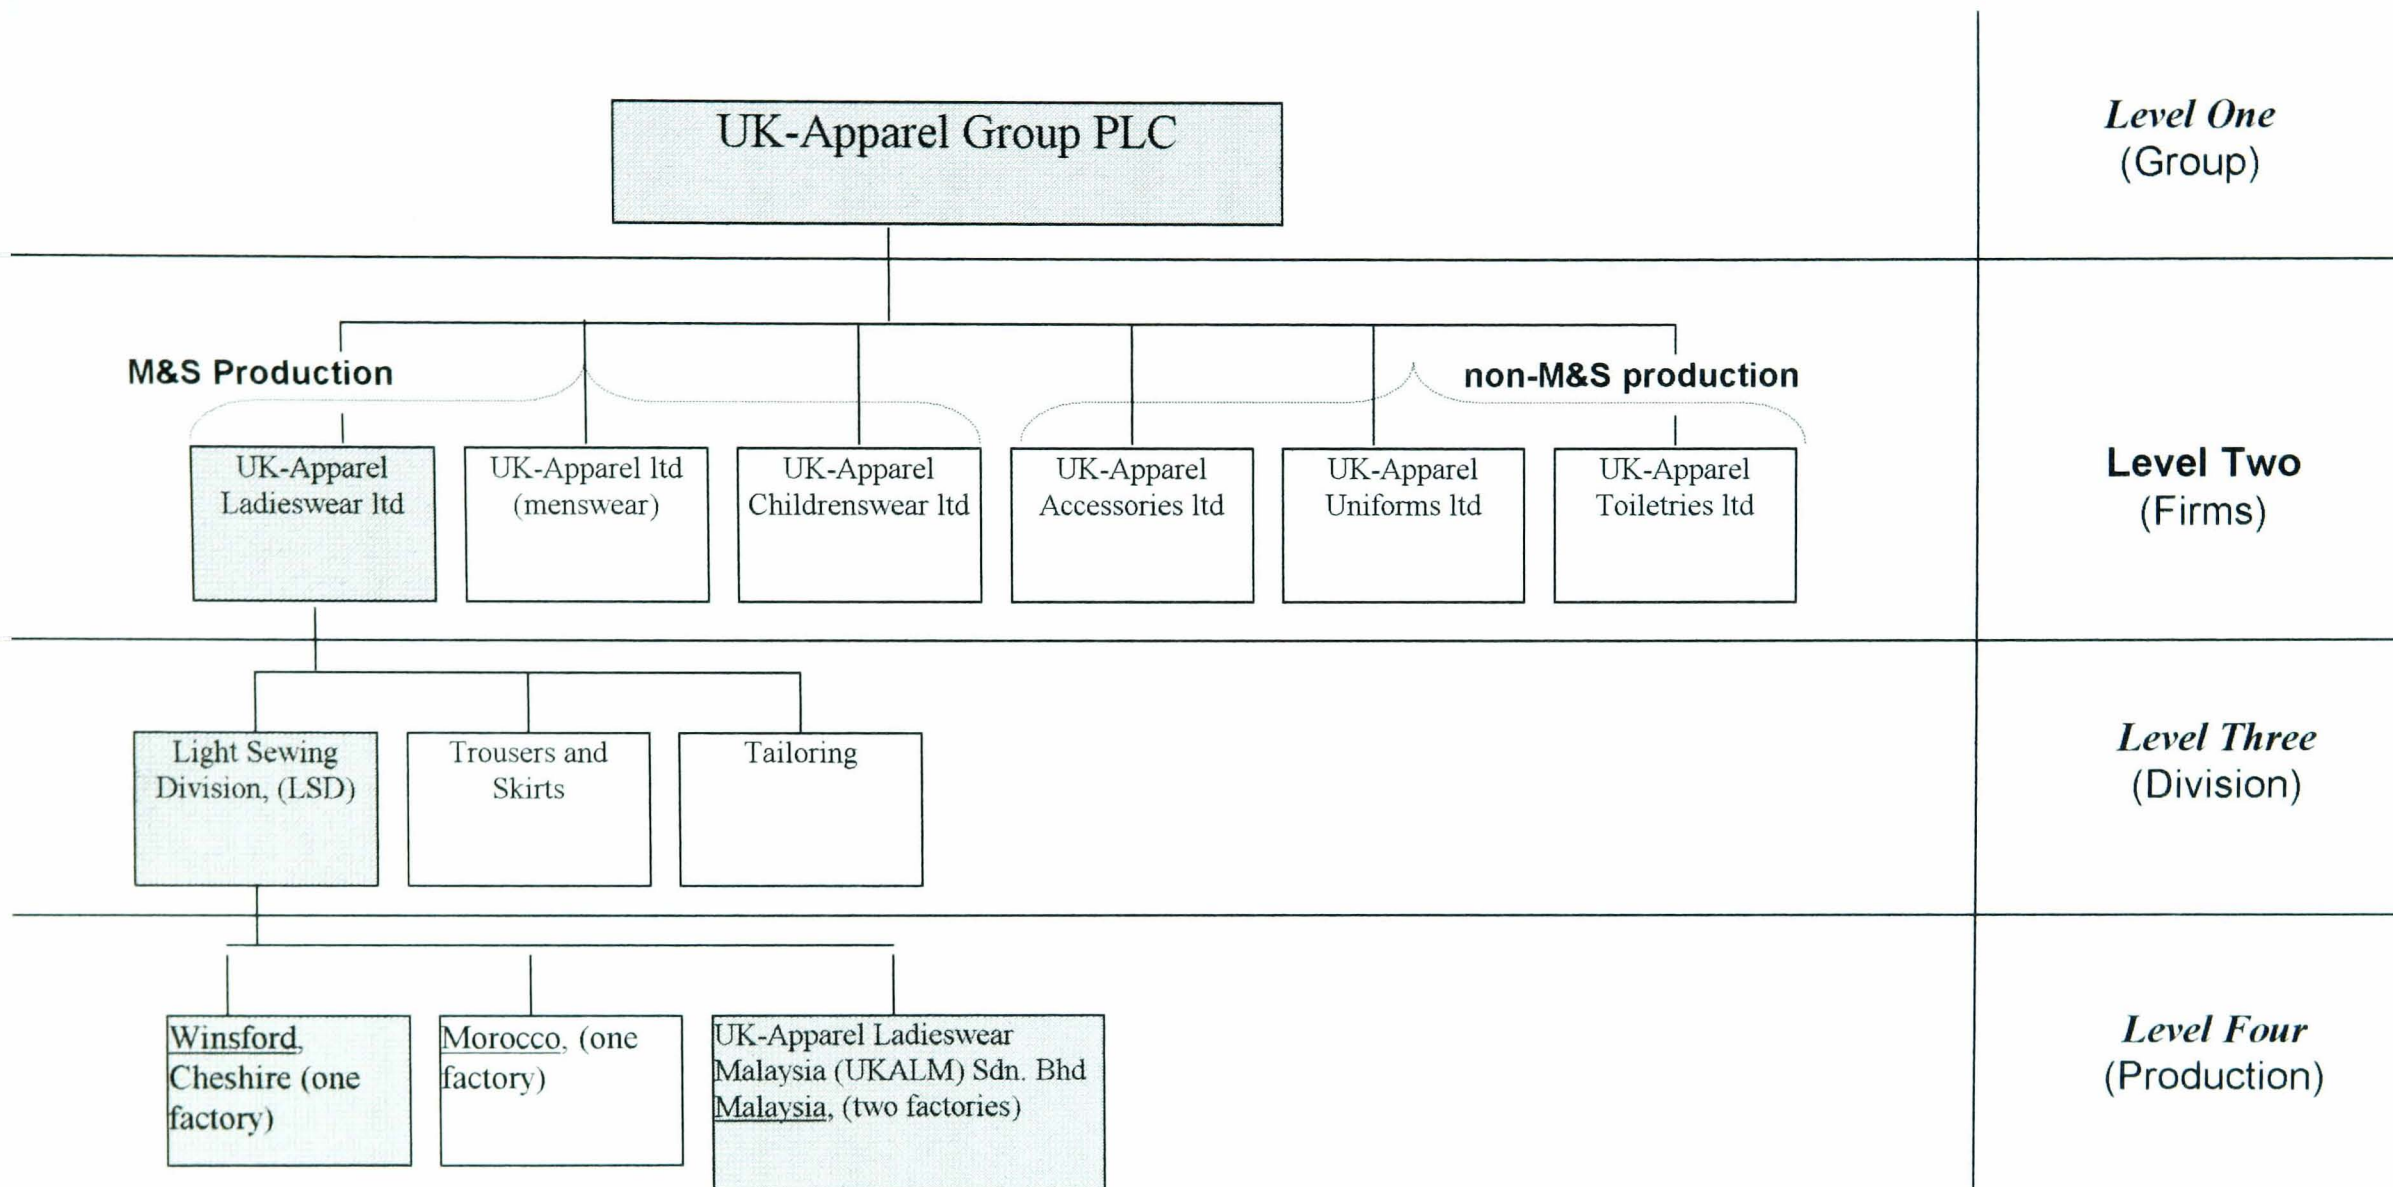 UK-Apparel Group PLC
Level One
(Group)
M&S Production
non-M&S production
UK-Apparel
Ladieswear ltd
UK-Apparel ltd
(menswear)
UK-Apparel
Childrenswear ltd
UK-Apparel
Accessories ltd
UK-Apparel
Uniforms ltd
UK-Apparel
Toiletries ltd
Level Two
(Firms)
Light Sewing
Division, (LSD)
Trousers and
Skirts
Tailoring
Level Three
(Division)
Winsford,
Cheshire (one
factory)
Morocco, (one
factory)
UK-Apparel Ladieswear
Malaysia (UKALM) Sdn. Bhd
Malaysia, (two factories)
Level Four
(Production)